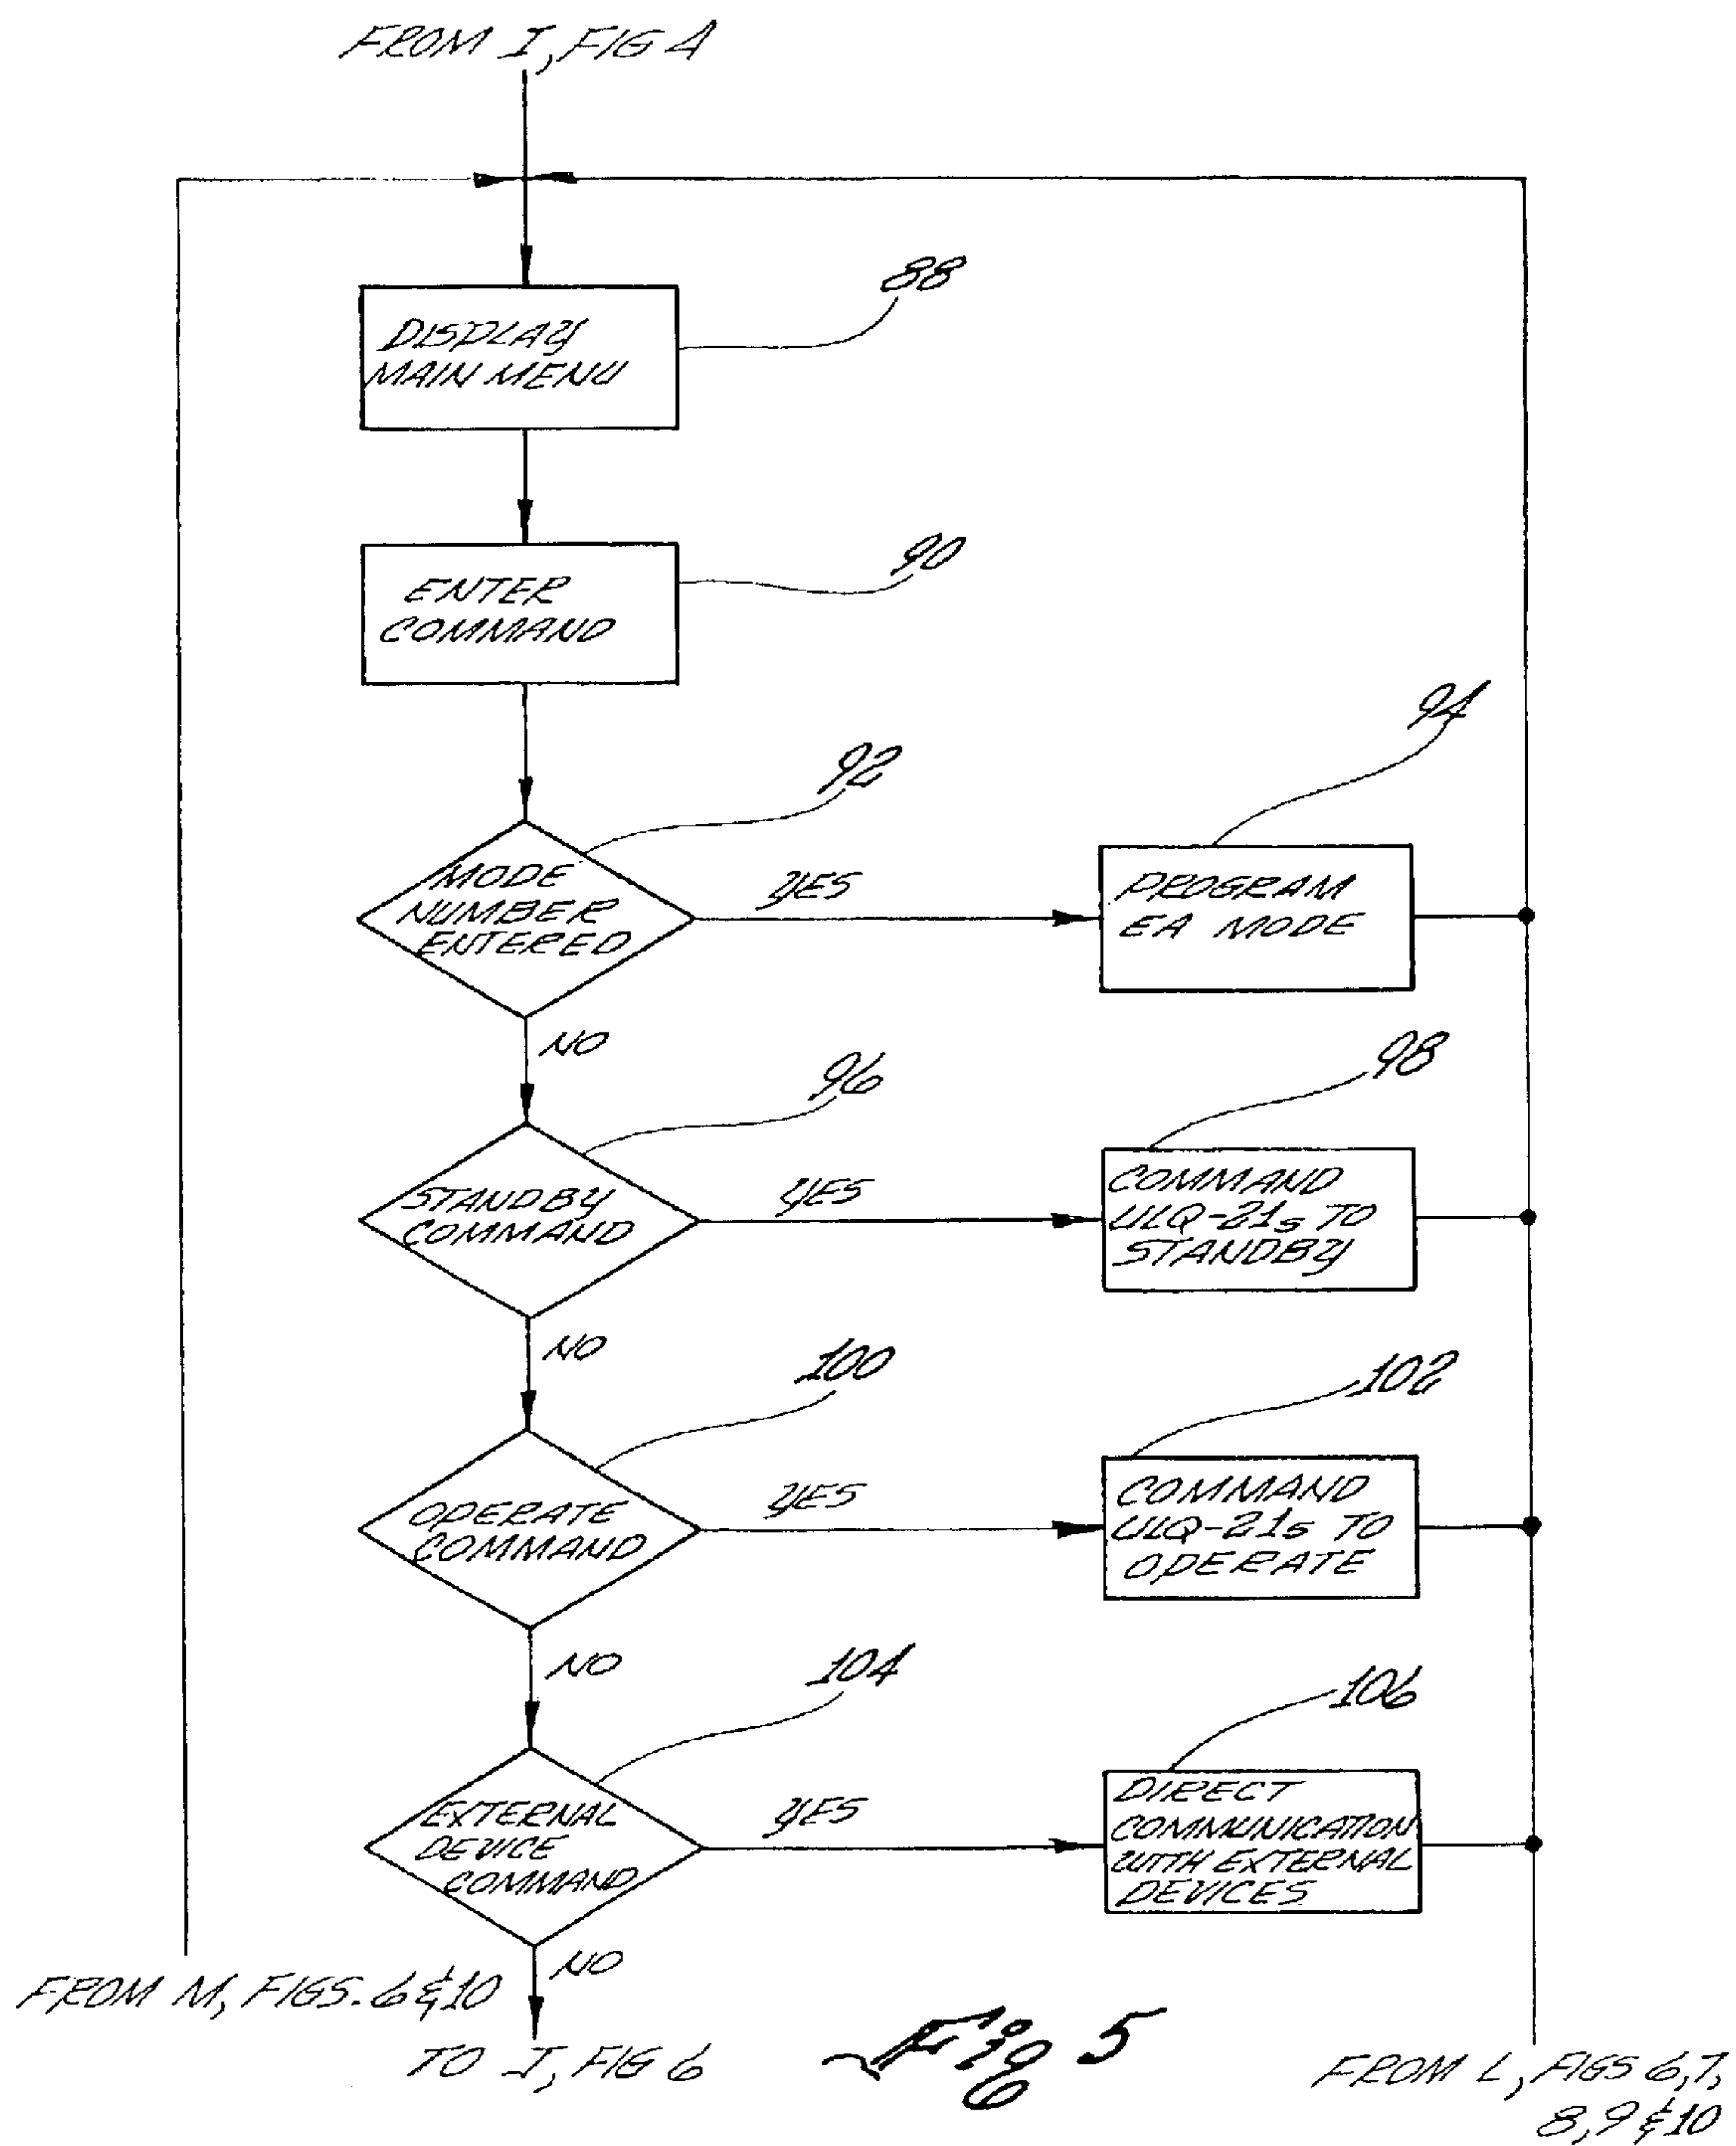 FROM I, FIG 4
88
DISPLAY
MAIN MENU
90
ENTER
COMMAND
92
94
MODE
NUMBER
ENTERED
YES
PROGRAM
EA MODE
NO
96
98
STANDBY
COMMAND
YES
COMMAND
ULQ-21s TO
STANDBY
NO
100
102
OPERATE
COMMAND
YES
COMMAND
ULQ-21s TO
OPERATE
NO
104
106
EXTERNAL
DEVICE
COMMAND
YES
DIRECT
COMMUNICATION
WITH EXTERNAL
DEVICES
NO
FROM M, FIGS. 6 & 10
TO J, FIG 6
Fig 5
FROM L, FIGS 6, 7,
8, 9 & 10